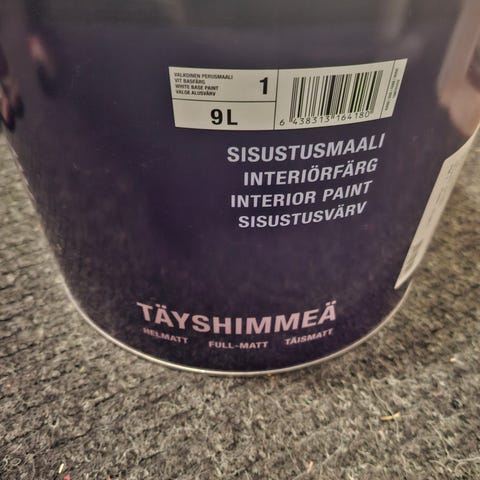 VALKOINEN PERUSMAALI
VIT BASFÄRG
WHITE BASE PAINT
VALGE ALUSVÄRV
1
9 L
6 438313 164180
SISUSTUSMAALI
INTERIÖRFÄRG
INTERIOR PAINT
SISUSTUSVÄRV
TÄYSHIMMEÄ
HELMATT FULL-MATT TÄISMATT